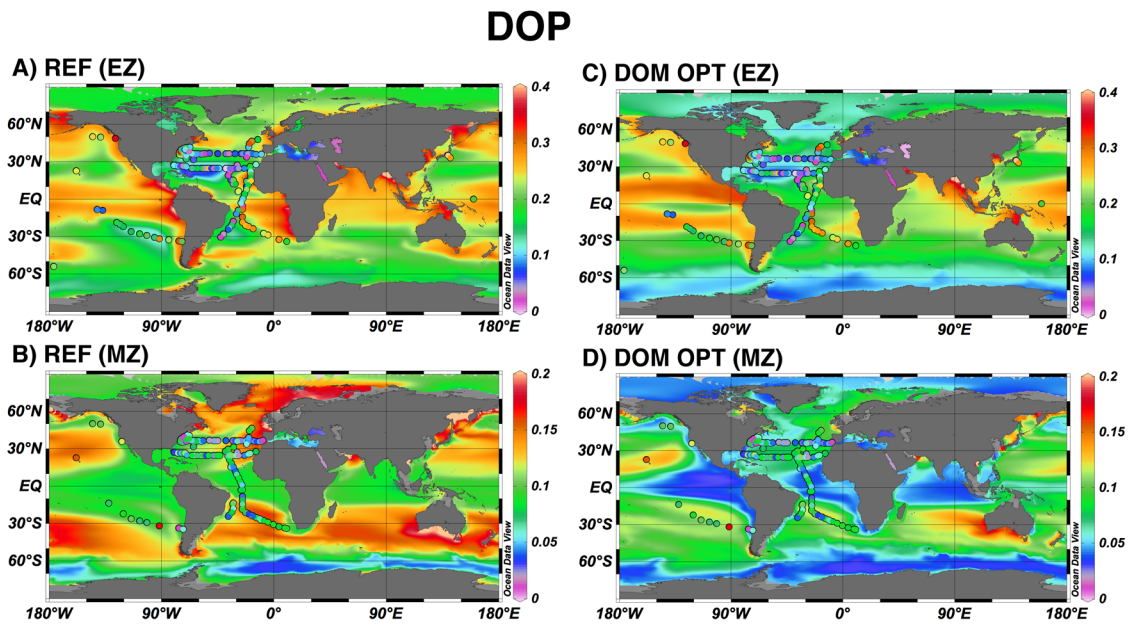 DOP
A) REF (EZ)
60°N
30°N
EQ
30°S
60°S
180°W
90°W
0°
90°E
180°E
0.4
0.3
0.2
0.1
0
Ocean Data View
C) DOM OPT (EZ)
60°N
30°N
EQ
30°S
60°S
180°W
90°W
0°
90°E
180°E
0.4
0.3
0.2
0.1
0
Ocean Data View
B) REF (MZ)
60°N
30°N
EQ
30°S
60°S
180°W
90°W
0°
90°E
180°E
0.2
0.15
0.1
0.05
0
Ocean Data View
D) DOM OPT (MZ)
60°N
30°N
EQ
30°S
60°S
180°W
90°W
0°
90°E
180°E
0.2
0.15
0.1
0.05
0
Ocean Data View